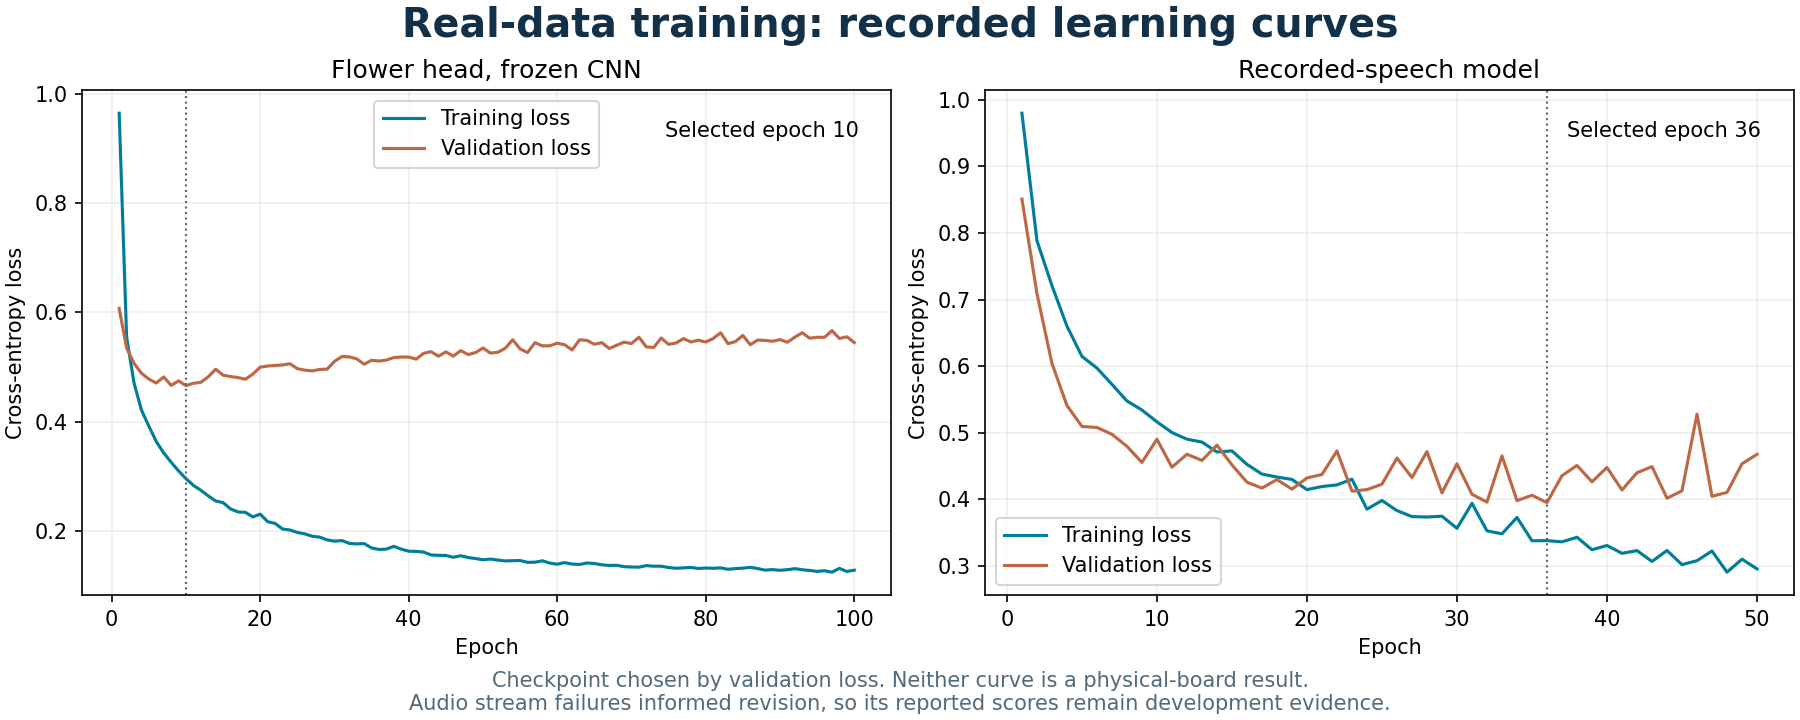 Real-data training: recorded learning curves
Flower head, frozen CNN
1.0
0.8
0.6
0.4
0.2
Cross-entropy loss
Training loss
Validation loss
Selected epoch 10
0
20
40
60
80
100
Epoch
Recorded-speech model
1.0
0.9
0.8
0.7
0.6
0.5
0.4
0.3
Cross-entropy loss
Selected epoch 36
Training loss
Validation loss
0
10
20
30
40
50
Epoch
Checkpoint chosen by validation loss. Neither curve is a physical-board result.
Audio stream failures informed revision, so its reported scores remain development evidence.